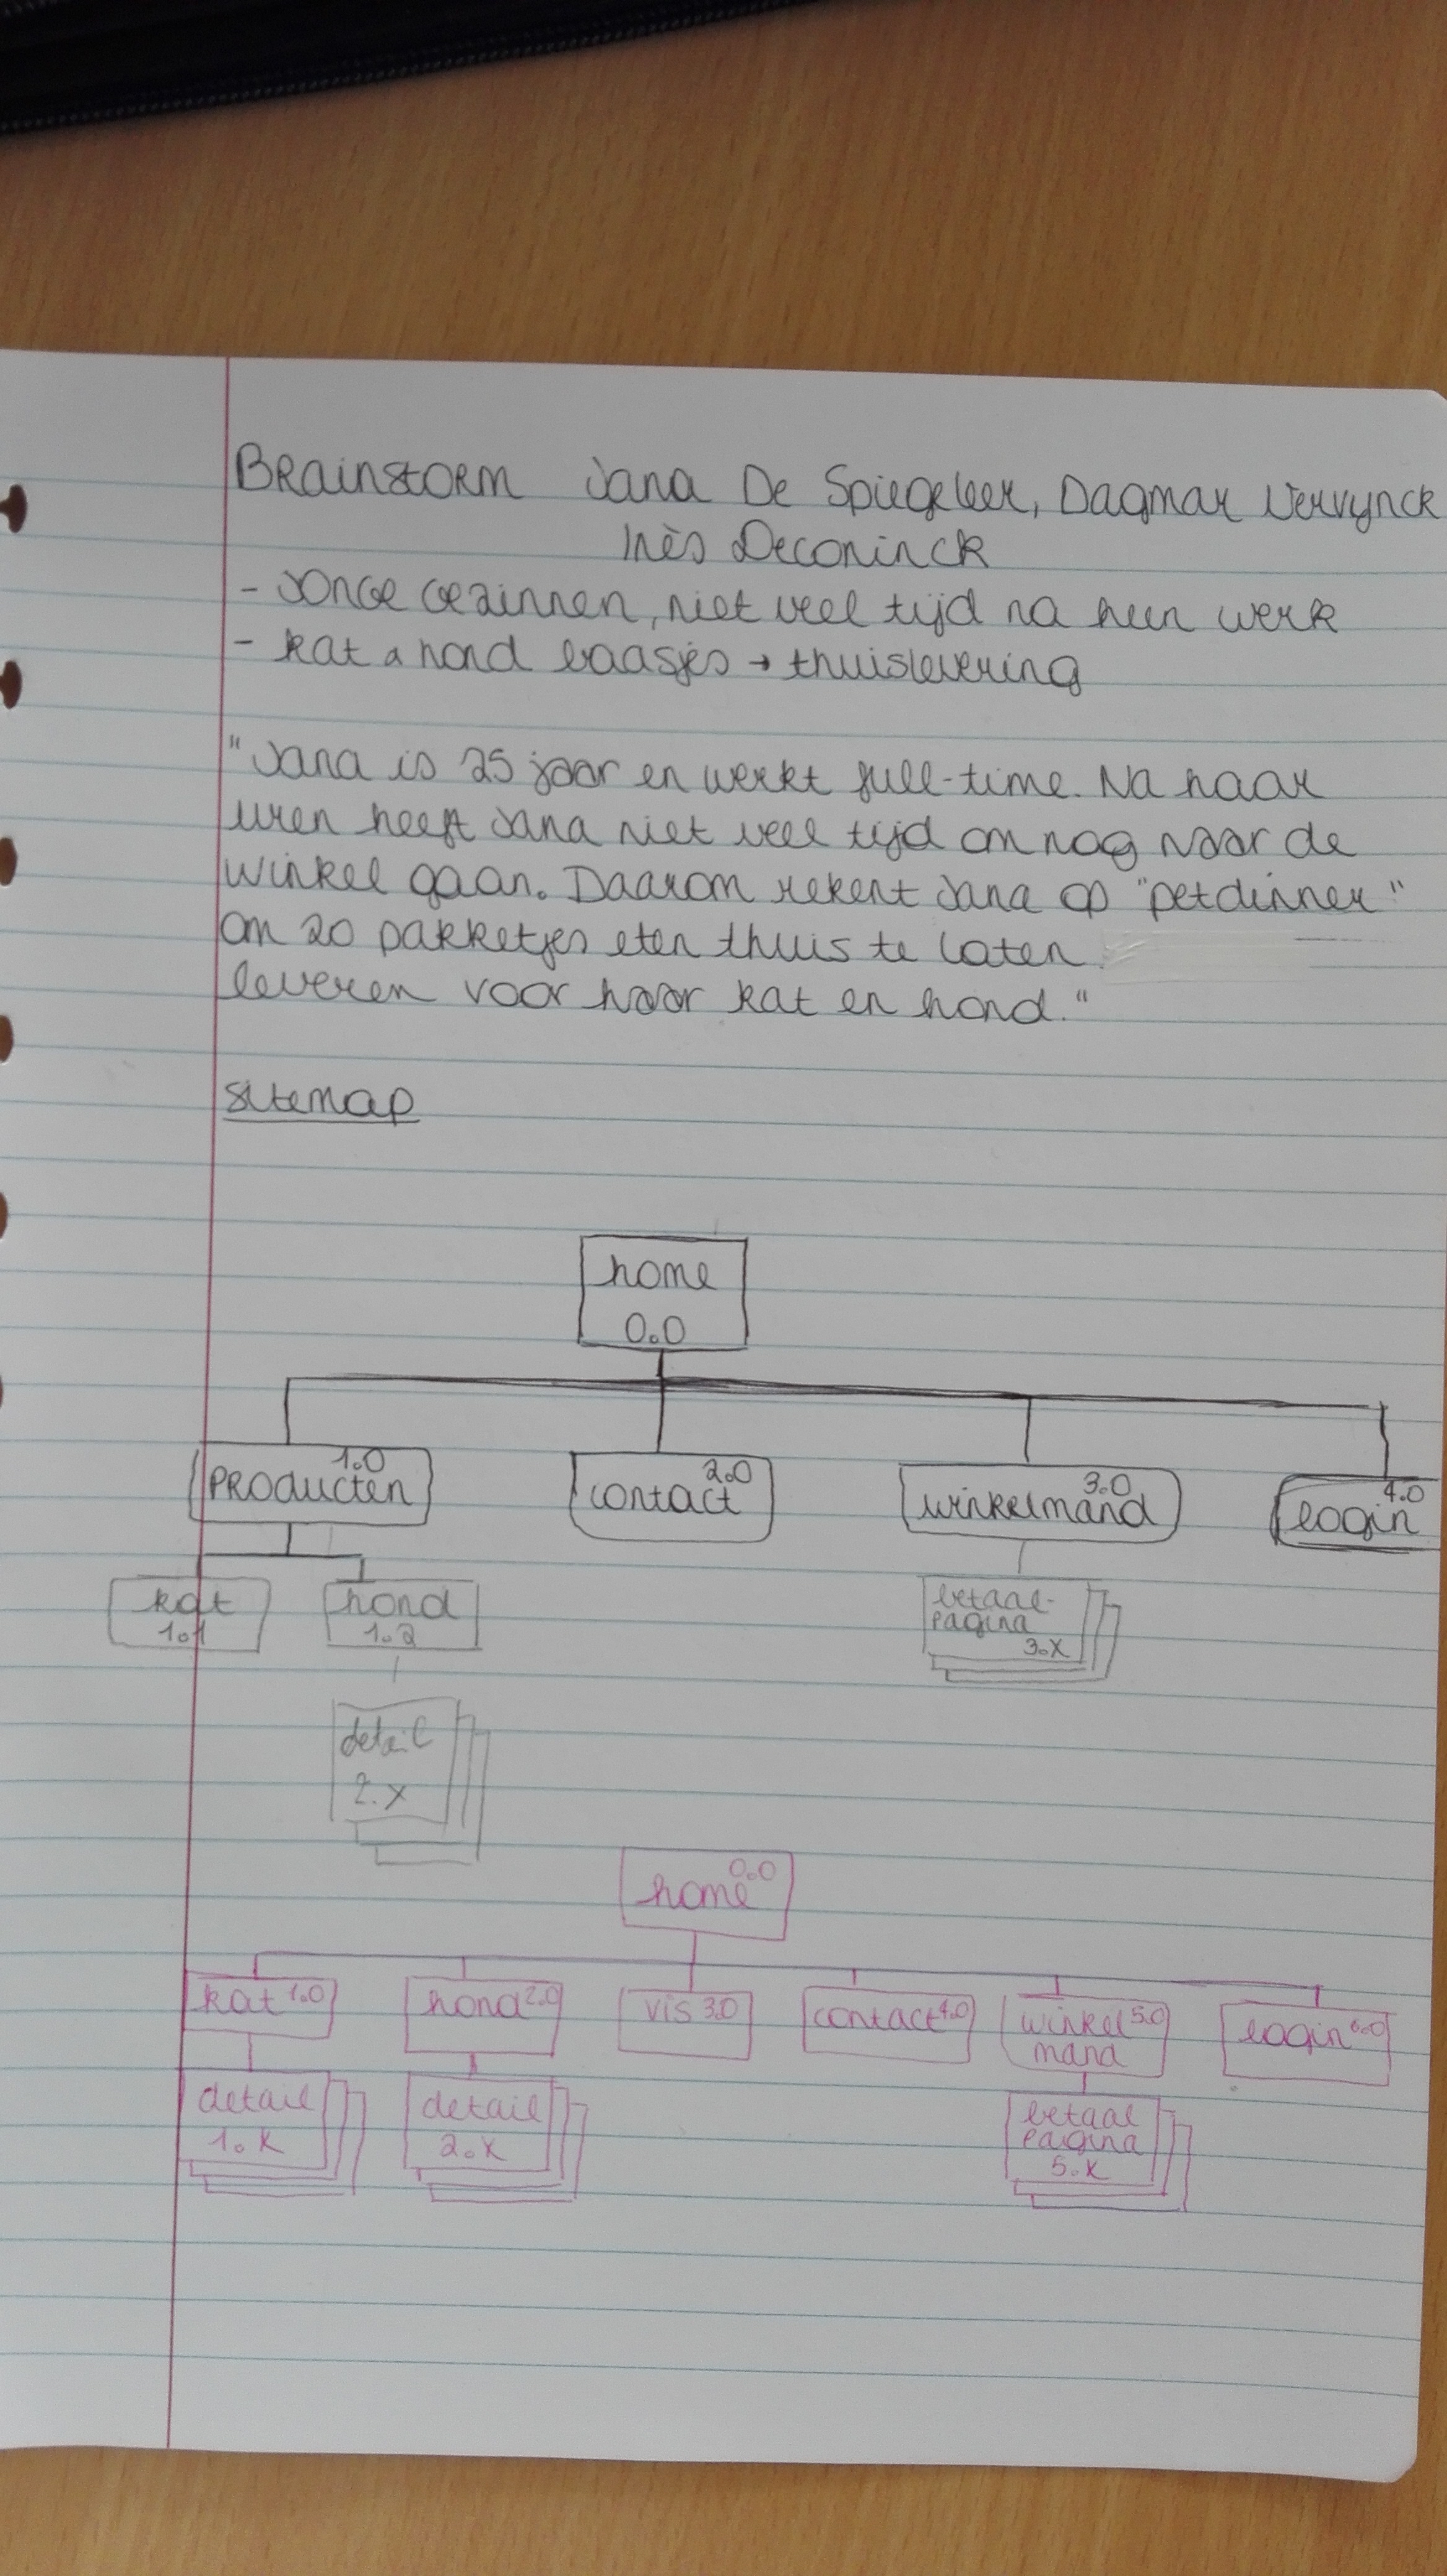 Brainstorm Jana De Spiegeleer, Dagmar Vervynck
Inès Deconinck
- Jonge gezinnen, niet veel tijd na hun werk
- kat & hond baasjes → thuislevering
"Jana is 25 jaar en werkt full-time. Na haar
uren heeft Jana niet veel tijd om nog naar de
winkel gaan. Daarom rekent Jana op "petdinner"
om 20 pakketjes eten thuis te laten
leveren voor haar kat en hond."
Sitemap
home
0.0
1.0 2.0 3.0 4.0
Producten contact winkelmand login
kat hond betaal-
1.1 1.2 pagina
3.X
detail
2.X
home 0.0
kat 1.0 hond 2.0 vis 3.0 contact 4.0 winkel 5.0 login 6.0
mand
detail detail betaal
1.X 2.X pagina
5.X